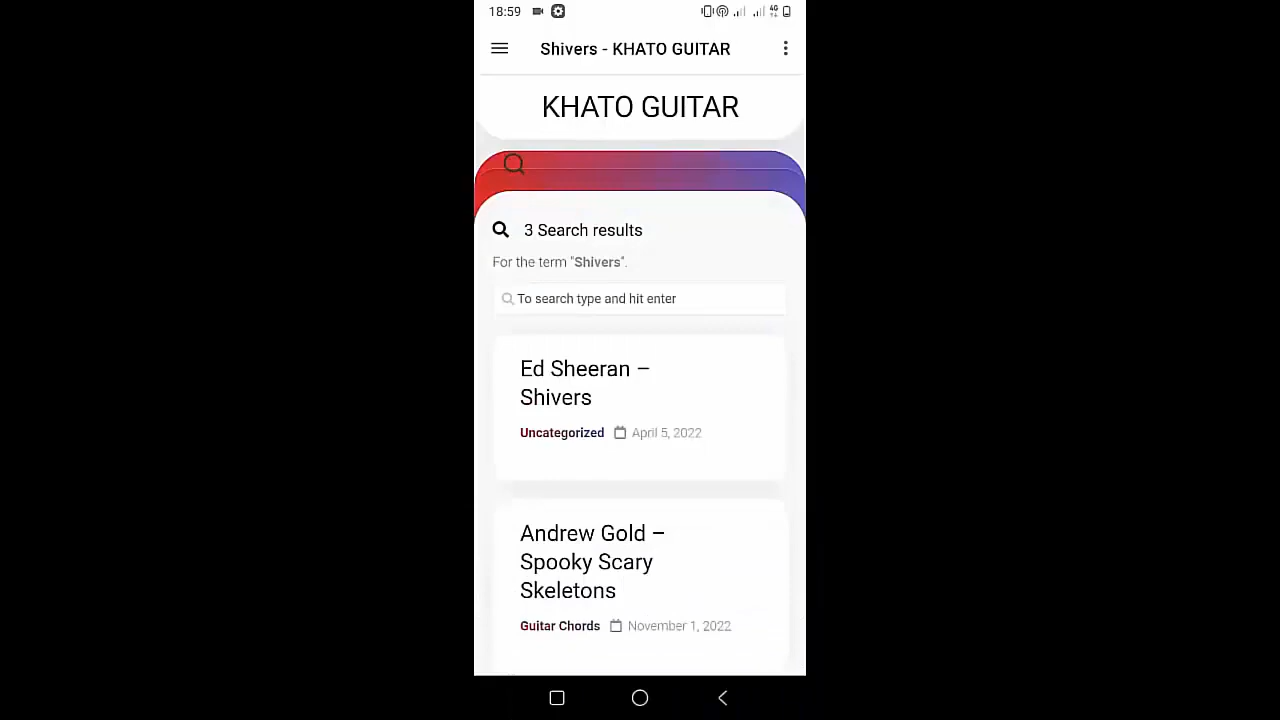 18:59
4G
Shivers - KHATO GUITAR
KHATO GUITAR
3 Search results
For the term "Shivers".
To search type and hit enter
Ed Sheeran –
Shivers
Uncategorized April 5, 2022
Andrew Gold –
Spooky Scary
Skeletons
Guitar Chords November 1, 2022